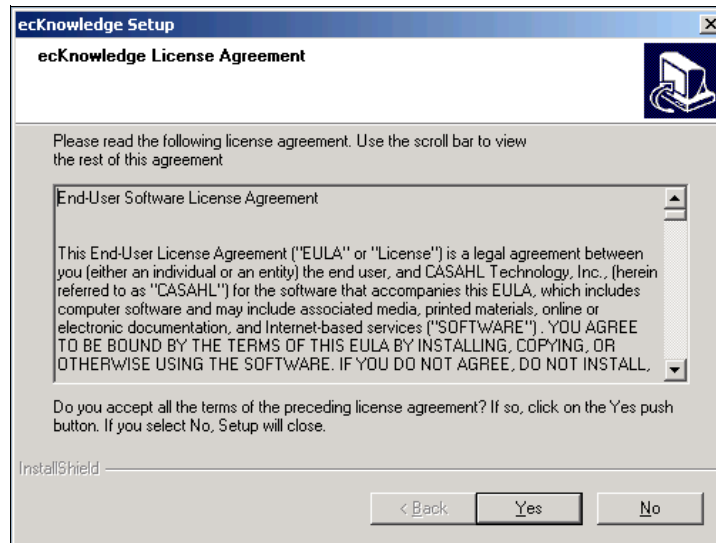 ecKnowledge Setup
ecKnowledge License Agreement
Please read the following license agreement. Use the scroll bar to view
the rest of this agreement
End-User Software License Agreement
This End-User License Agreement ("EULA" or "License") is a legal agreement between
you (either an individual or an entity) the end user, and CASAHL Technology, Inc., (herein
referred to as "CASAHL") for the software that accompanies this EULA, which includes
computer software and may include associated media, printed materials, online or
electronic documentation, and Internet-based services ("SOFTWARE") . YOU AGREE
TO BE BOUND BY THE TERMS OF THIS EULA BY INSTALLING, COPYING, OR
OTHERWISE USING THE SOFTWARE. IF YOU DO NOT AGREE, DO NOT INSTALL,
Do you accept all the terms of the preceding license agreement? If so, click on the Yes push
button. If you select No, Setup will close.
InstallShield
< Back
Yes
No